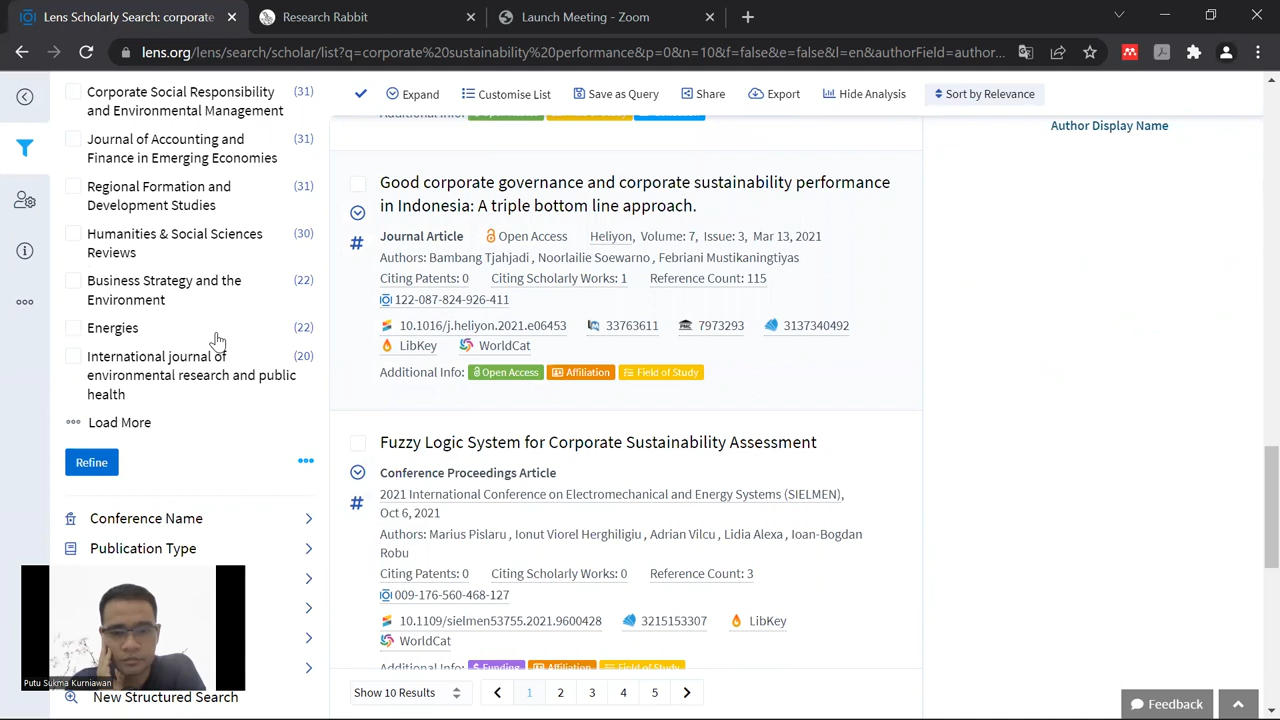 Lens Scholarly Search: corporate
Research Rabbit
Launch Meeting - Zoom
lens.org/lens/search/scholar/list?q=corporate%20sustainability%20performance&p=0&n=10&f=false&e=false&l=en&authorField=author...
Corporate Social Responsibility and Environmental Management (31)
Journal of Accounting and Finance in Emerging Economies (31)
Regional Formation and Development Studies (31)
Humanities & Social Sciences Reviews (30)
Business Strategy and the Environment (22)
Energies (22)
International journal of environmental research and public health (20)
Load More
Refine
Conference Name
Publication Type
Putu Sukma Kurniawan
New Structured Search
Expand
Customise List
Save as Query
Share
Export
Hide Analysis
Sort by Relevance
Author Display Name
Good corporate governance and corporate sustainability performance
in Indonesia: A triple bottom line approach.
Journal Article Open Access Heliyon, Volume: 7, Issue: 3, Mar 13, 2021
Authors: Bambang Tjahjadi, Noorlailie Soewarno, Febriani Mustikaningtiyas
Citing Patents: 0 Citing Scholarly Works: 1 Reference Count: 115
122-087-824-926-411
10.1016/j.heliyon.2021.e06453 33763611 7973293 3137340492
LibKey WorldCat
Additional Info: Open Access Affiliation Field of Study
Fuzzy Logic System for Corporate Sustainability Assessment
Conference Proceedings Article
2021 International Conference on Electromechanical and Energy Systems (SIELMEN),
Oct 6, 2021
Authors: Marius Pislaru, Ionut Viorel Herghiligiu, Adrian Vilcu, Lidia Alexa, Ioan-Bogdan
Robu
Citing Patents: 0 Citing Scholarly Works: 0 Reference Count: 3
009-176-560-468-127
10.1109/sielmen53755.2021.9600428 3215153307 LibKey
WorldCat
Additional Info: Funding Affiliation Field of Study
Show 10 Results 1 2 3 4 5
Feedback